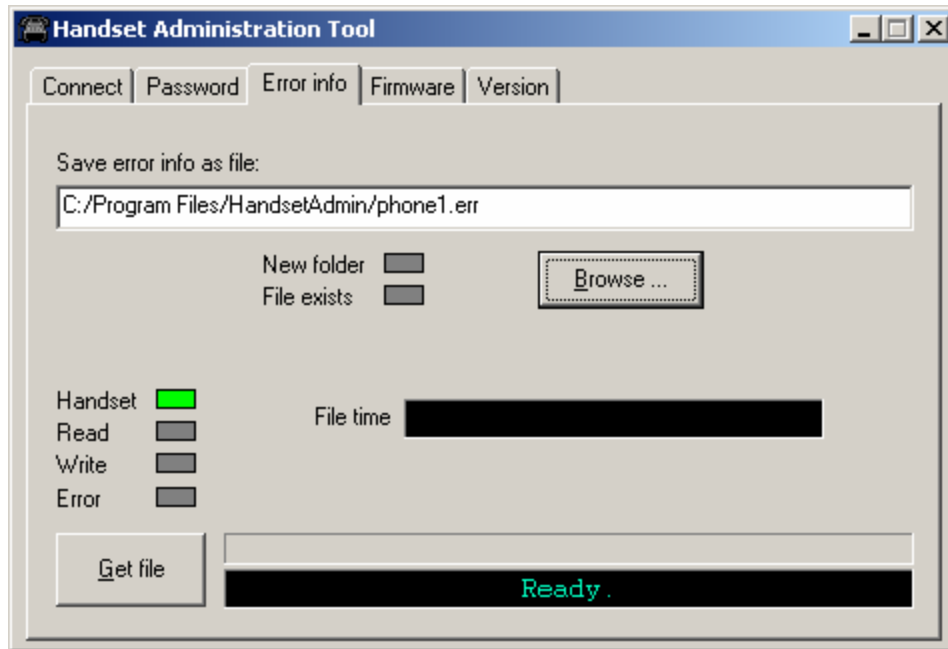 Handset Administration Tool
Connect Password Error info Firmware Version
Save error info as file:
C:/Program Files/HandsetAdmin/phone1.err
New folder
File exists
Browse ...
Handset
Read
Write
Error
File time
Get file
Ready.